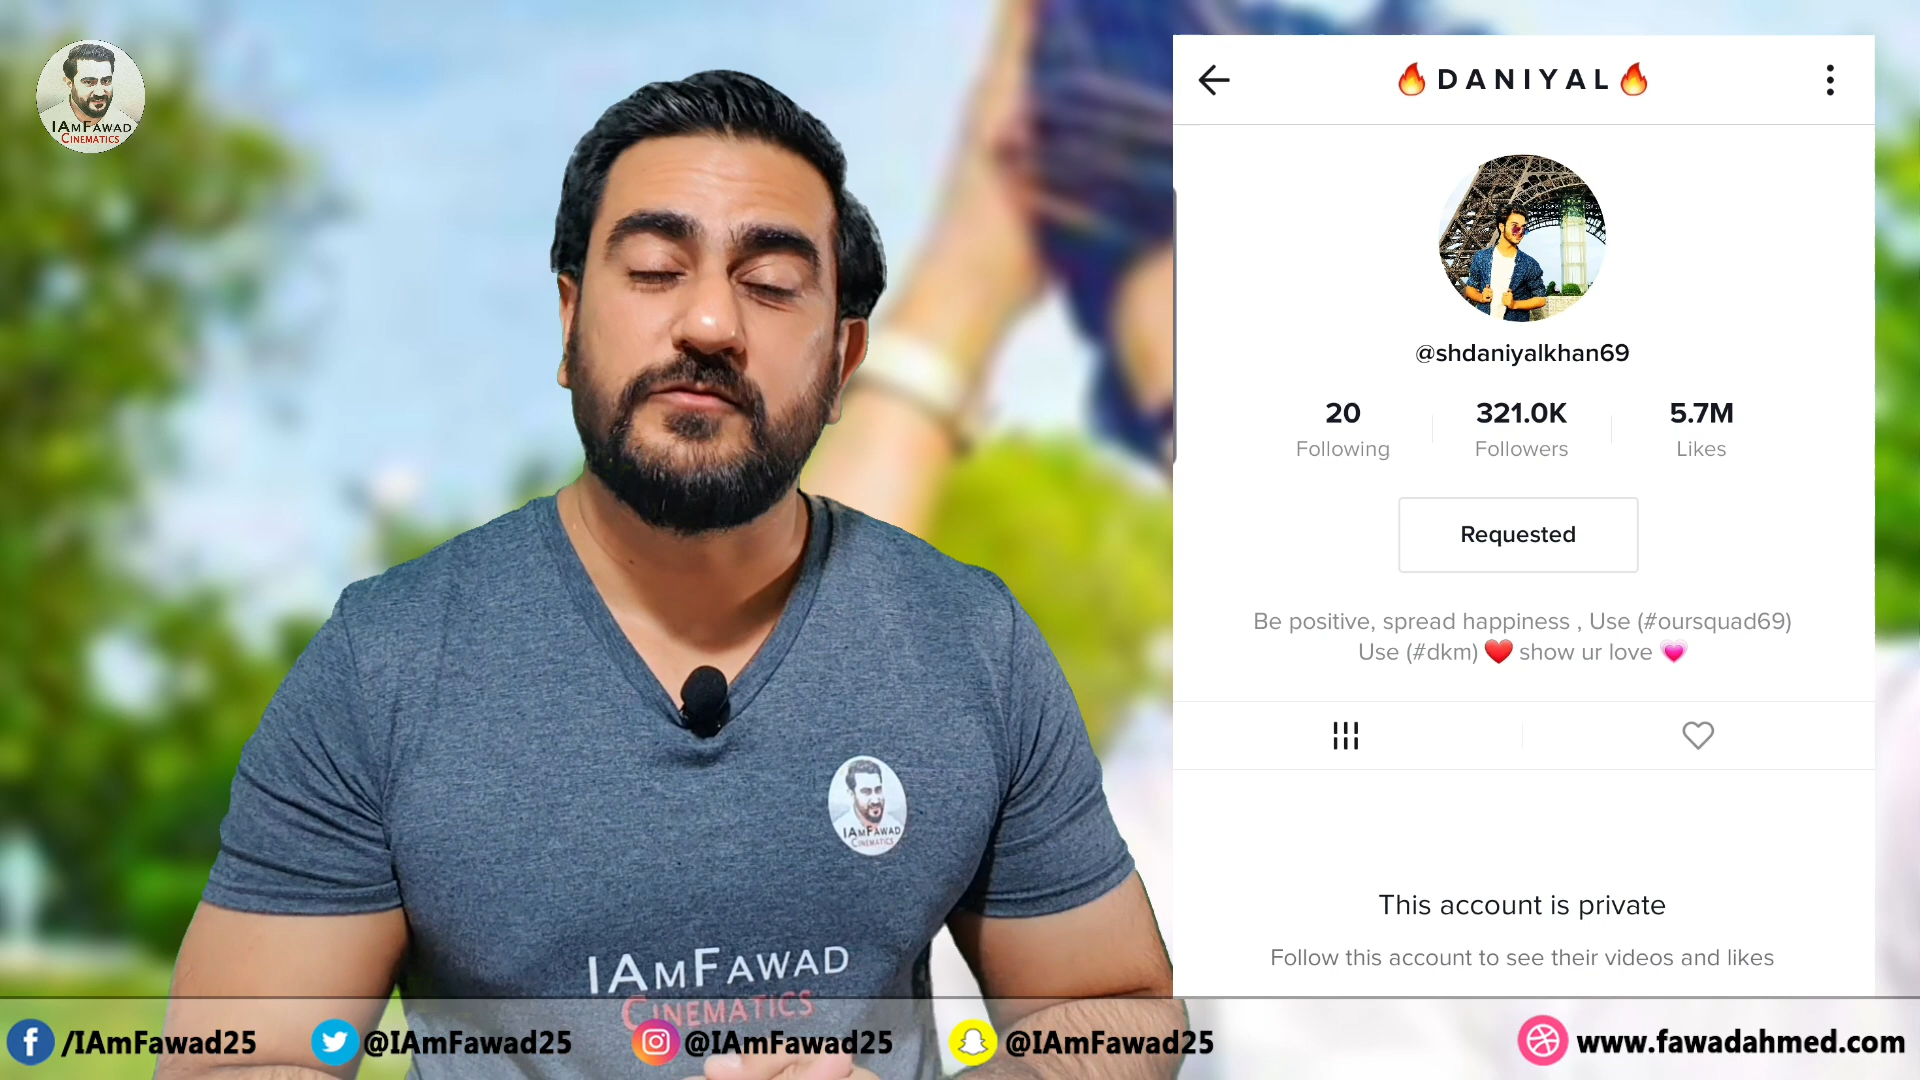 IAMFAWAD
CINEMATICS
🔥DANIYAL🔥
@shdaniyalkhan69
20
Following
321.0K
Followers
5.7M
Likes
Requested
Be positive, spread happiness , Use (#oursquad69)
Use (#dkm) ❤️ show ur love 💗
This account is private
Follow this account to see their videos and likes
IAMFAWAD
CINEMATICS
IAMFAWAD
CINEMATICS
/IAmFawad25
@IAmFawad25
@IAmFawad25
@IAmFawad25
www.fawadahmed.com